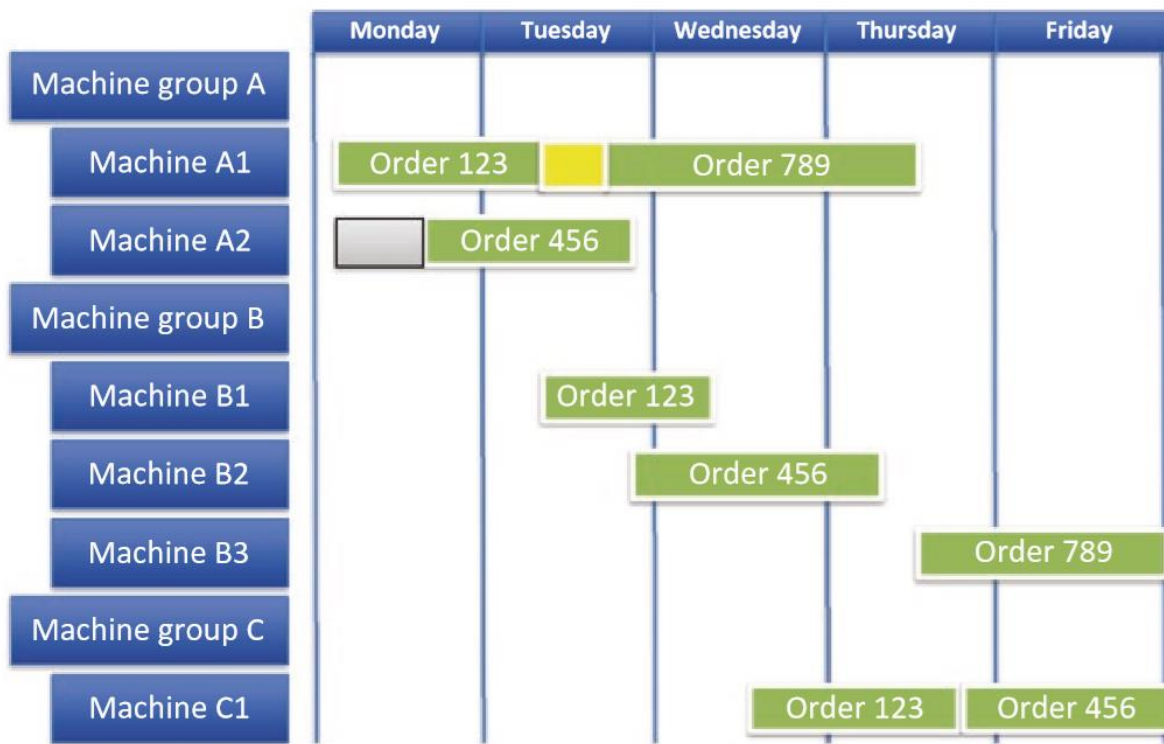 Monday Tuesday Wednesday Thursday Friday
Machine group A
Machine A1 Order 123 Order 789
Machine A2 Order 456
Machine group B
Machine B1 Order 123
Machine B2 Order 456
Machine B3 Order 789
Machine group C
Machine C1 Order 123 Order 456